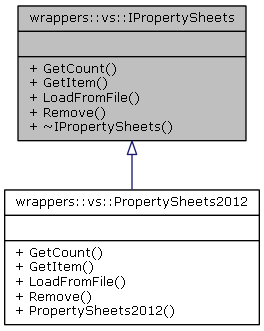 wrappers::vs::IPropertySheets
+ GetCount()
+ GetItem()
+ LoadFromFile()
+ Remove()
+ ~IPropertySheets()
wrappers::vs::PropertySheets2012
+ GetCount()
+ GetItem()
+ LoadFromFile()
+ Remove()
+ PropertySheets2012()